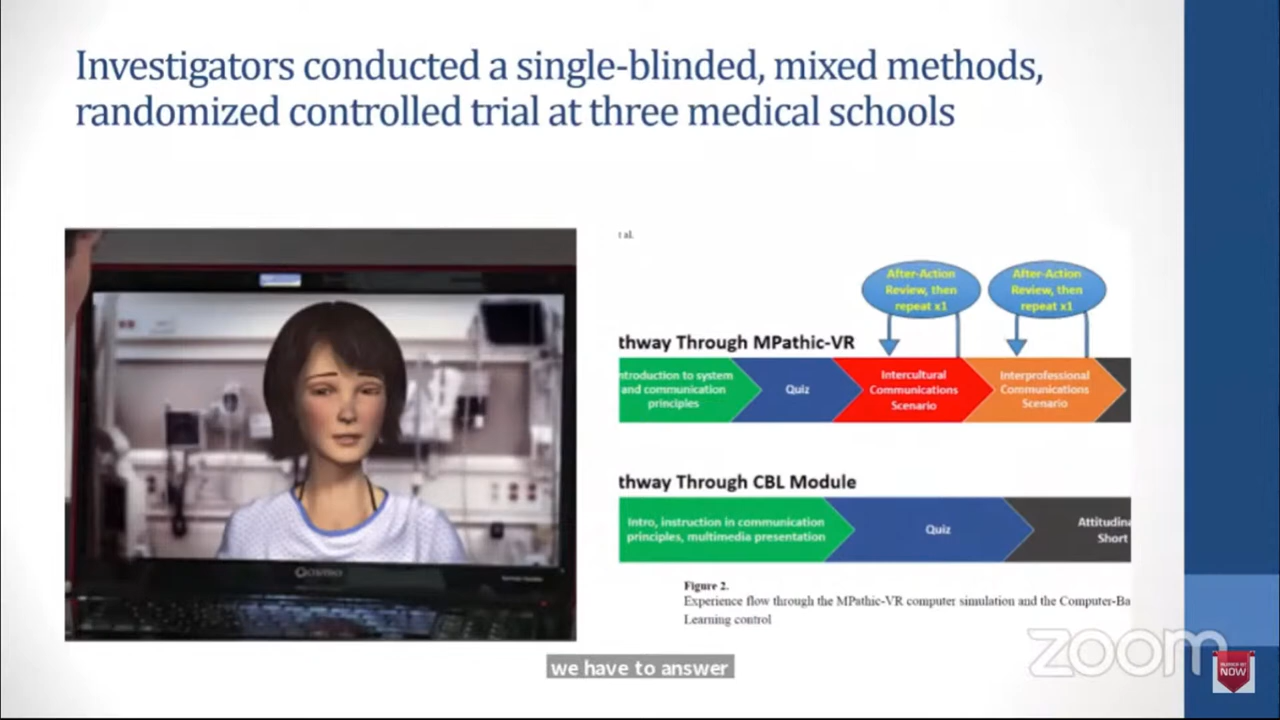 Investigators conducted a single-blinded, mixed methods,
randomized controlled trial at three medical schools
t al.
After-Action
Review, then
repeat x1
After-Action
Review, then
repeat x1
thway Through MPathic-VR
ntroduction to system
and communication
principles
Quiz
Intercultural
Communications
Scenario
Interprofessional
Communications
Scenario
thway Through CBL Module
Intro, instruction in communication
principles, multimedia presentation
Quiz
Attitudina
Short
Figure 2.
Experience flow through the MPathic-VR computer simulation and the Computer-Ba
Learning control
QOSMIO
we have to answer
zoom
NOW